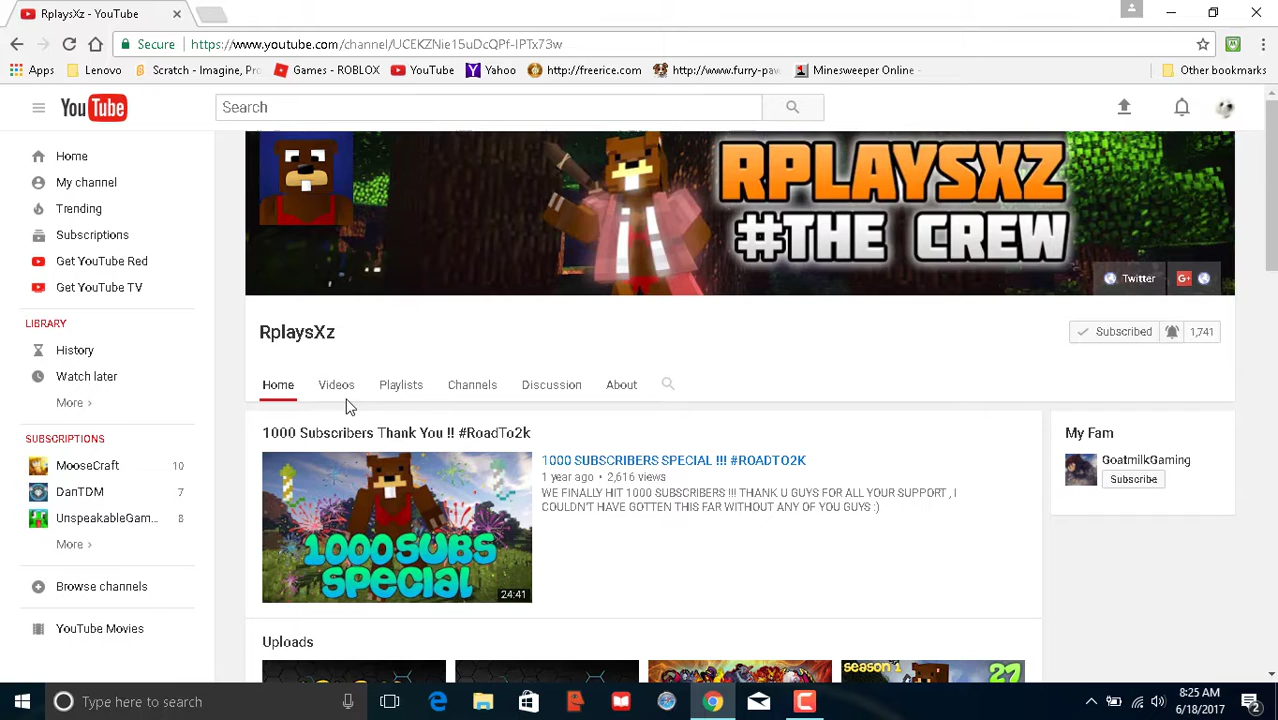 RplaysXz - YouTube
Secure
https://www.youtube.com/channel/UCEKZNie15uDcQPf-IPTx73w
Apps
Lenovo
Scratch - Imagine, Pro
Games - ROBLOX
YouTube
Yahoo
http://freerice.com
http://www.furry-paw
Minesweeper Online -
Other bookmarks
YouTube
Search
Home
My channel
Trending
Subscriptions
Get YouTube Red
Get YouTube TV
LIBRARY
History
Watch later
More ›
SUBSCRIPTIONS
MooseCraft 10
DanTDM 7
UnspeakableGam... 8
More ›
Browse channels
YouTube Movies
RPLAYSXZ
#THE CREW
Twitter
G+
RplaysXz
Subscribed 1,741
Home Videos Playlists Channels Discussion About
1000 Subscribers Thank You !! #RoadTo2k
1000 SUBS
SPECIAL
24:41
1000 SUBSCRIBERS SPECIAL !!! #ROADTO2K
1 year ago • 2,616 views
WE FINALLY HIT 1000 SUBSCRIBERS !!! THANK U GUYS FOR ALL YOUR SUPPORT , I
COULDN'T HAVE GOTTEN THIS FAR WITHOUT ANY OF YOU GUYS :)
My Fam
GoatmilkGaming
Subscribe
Uploads
SEASON 1
27
Type here to search
8:25 AM
6/18/2017
2